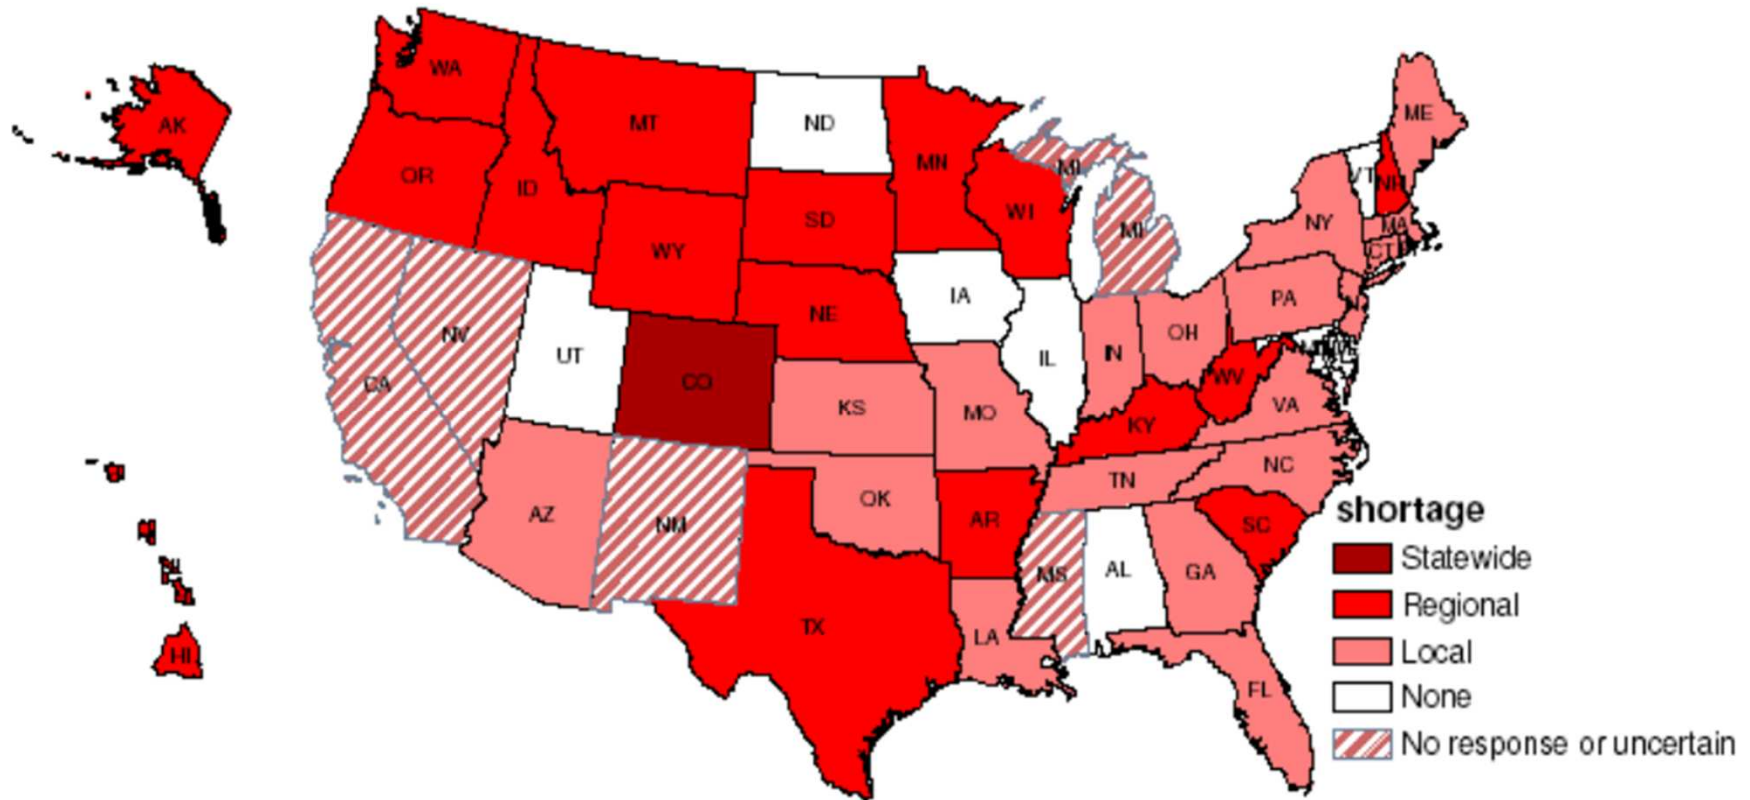 WA
AK
MT
ND
MN
ME
OR
ID
MI
VT
NH
WI
SD
NY
MA
WY
MI
CT
IA
PA
NE
NV
OH
UT
IL
IN
CO
CA
WV
KS
MO
VA
KY
NC
TN
OK
AZ
NM
AR
SC
shortage
Statewide
MS
AL
GA
Regional
TX
LA
HI
Local
FL
None
No response or uncertain